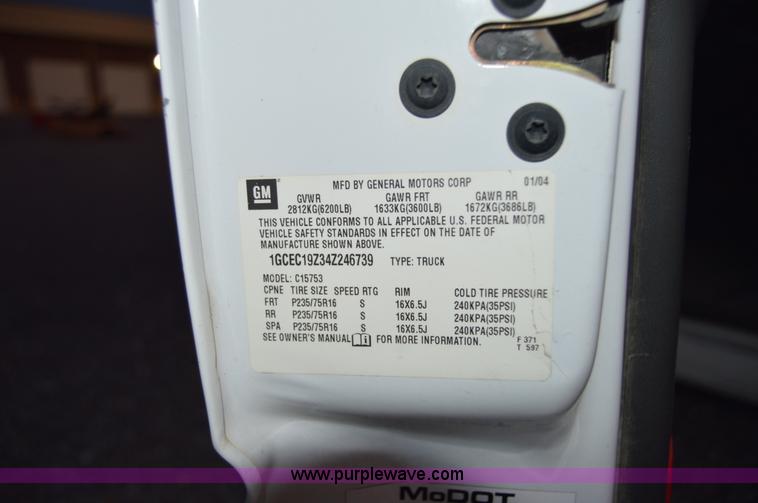 GM
MFD BY GENERAL MOTORS CORP 01/04
GVWR GAWR FRT GAWR RR
2812KG(6200LB) 1633KG(3600LB) 1672KG(3686LB)
THIS VEHICLE CONFORMS TO ALL APPLICABLE U.S. FEDERAL MOTOR
VEHICLE SAFETY STANDARDS IN EFFECT ON THE DATE OF
MANUFACTURE SHOWN ABOVE.
1GCEC19Z34Z246739 TYPE: TRUCK
MODEL: C15753
CPNE TIRE SIZE SPEED RTG RIM COLD TIRE PRESSURE
FRT P235/75R16 S 16X6.5J 240KPA(35PSI)
RR P235/75R16 S 16X6.5J 240KPA(35PSI)
SPA P235/75R16 S 16X6.5J 240KPA(35PSI)
SEE OWNER'S MANUAL i FOR MORE INFORMATION.
F 371
T 597
www.purplewave.com
MoDOT